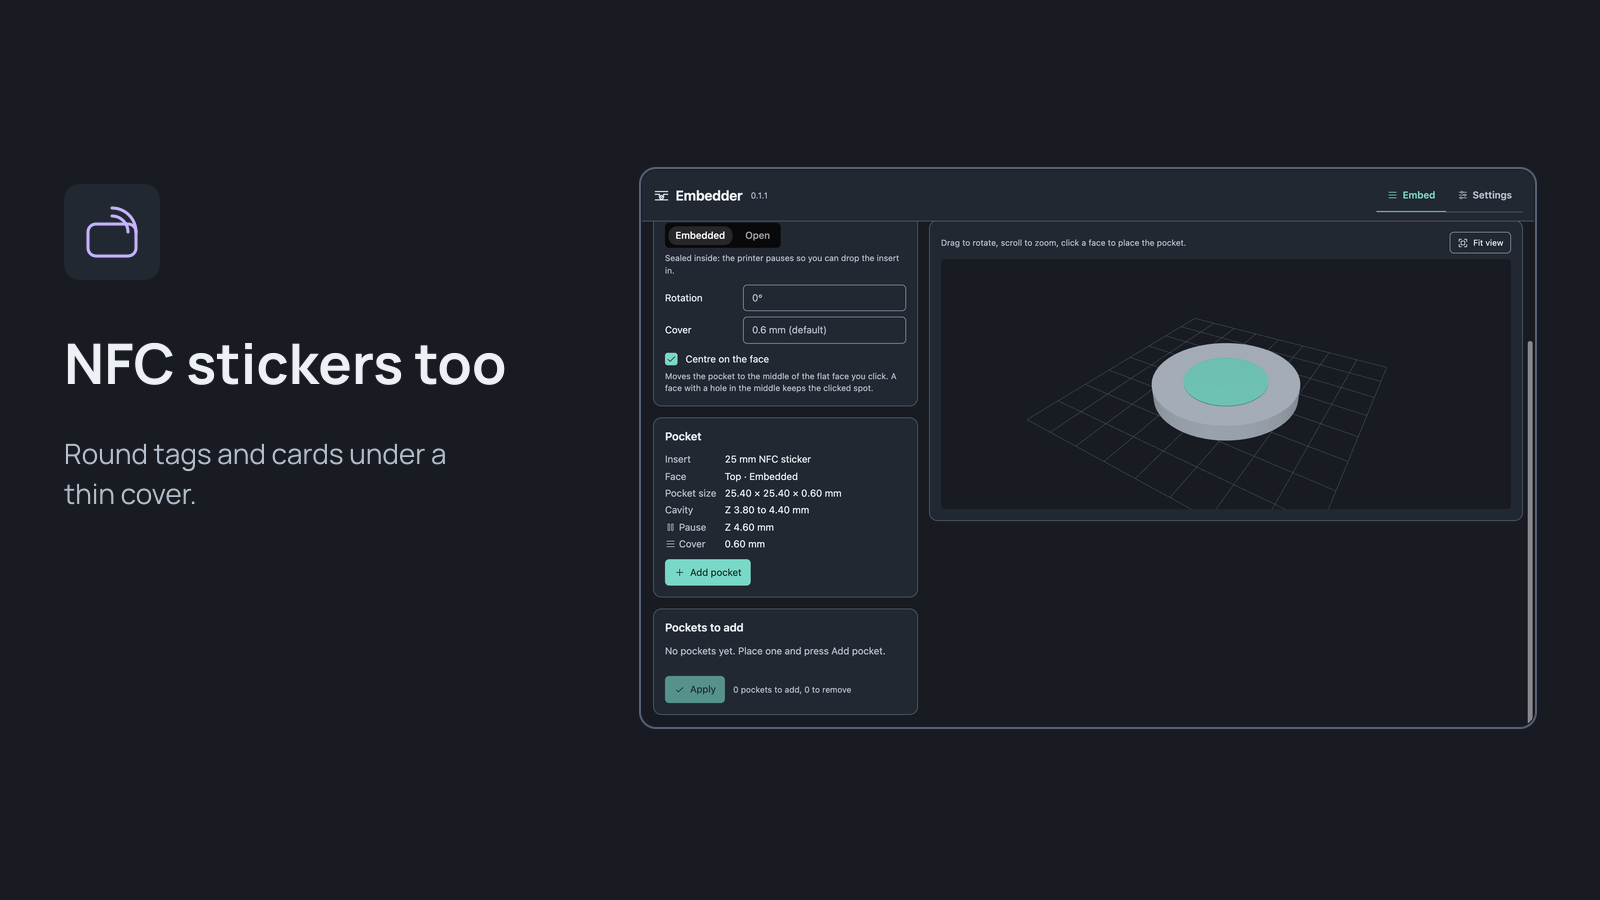 NFC stickers too
Round tags and cards under a
thin cover.
Embedder 0.1.1
Embed
Settings
Embedded
Open
Sealed inside: the printer pauses so you can drop the insert
in.
Rotation
0°
Cover
0.6 mm (default)
Centre on the face
Moves the pocket to the middle of the flat face you click. A
face with a hole in the middle keeps the clicked spot.
Pocket
Insert 25 mm NFC sticker
Face Top · Embedded
Pocket size 25.40 × 25.40 × 0.60 mm
Cavity Z 3.80 to 4.40 mm
Pause Z 4.60 mm
Cover 0.60 mm
Add pocket
Pockets to add
No pockets yet. Place one and press Add pocket.
Apply
0 pockets to add, 0 to remove
Drag to rotate, scroll to zoom, click a face to place the pocket.
Fit view